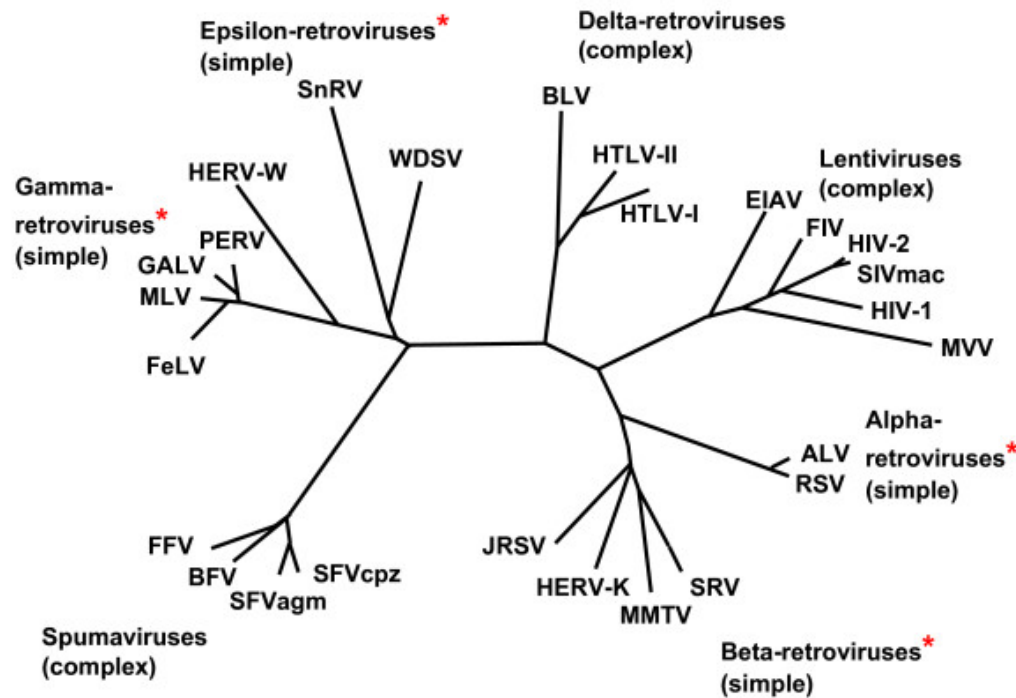 Epsilon-retroviruses*
(simple)
SnRV
WDSV
Delta-retroviruses
(complex)
BLV
HTLV-II
HTLV-I
Lentiviruses
(complex)
EIAV
FIV
HIV-2
SIVmac
HIV-1
MVV
Gamma-
retroviruses*
(simple)
HERV-W
PERV
GALV
MLV
FeLV
Alpha-
retroviruses*
(simple)
ALV
RSV
JRSV
HERV-K
MMTV
SRV
Beta-retroviruses*
(simple)
FFV
BFV
SFVagm
SFVcpz
Spumaviruses
(complex)